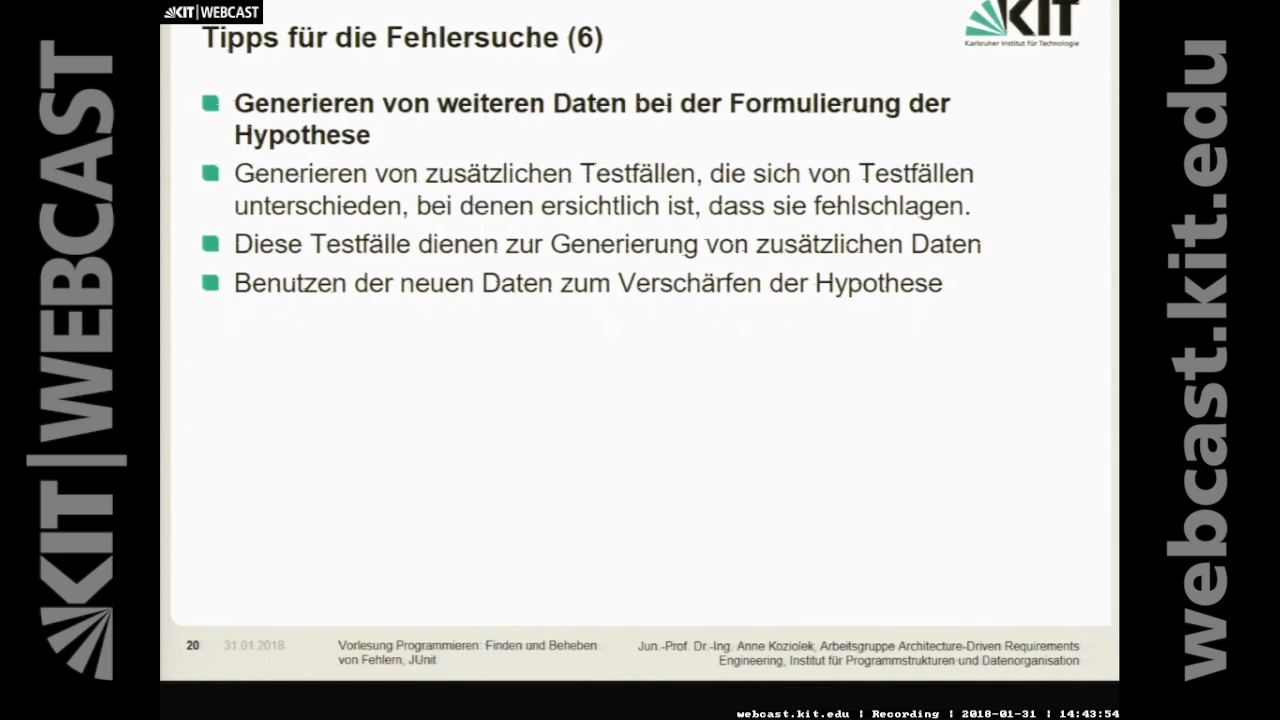 KIT|WEBCAST
Tipps für die Fehlersuche (6)
KIT
Karlsruher Institut für Technologie
Generieren von weiteren Daten bei der Formulierung der
Hypothese
Generieren von zusätzlichen Testfällen, die sich von Testfällen
unterschieden, bei denen ersichtlich ist, dass sie fehlschlagen.
Diese Testfälle dienen zur Generierung von zusätzlichen Daten
Benutzen der neuen Daten zum Verschärfen der Hypothese
20
31.01.2018
Vorlesung Programmieren: Finden und Beheben
von Fehlern, JUnit
Jun.-Prof. Dr.-Ing. Anne Koziolek, Arbeitsgruppe Architecture-Driven Requirements
Engineering, Institut für Programmstrukturen und Datenorganisation
KIT|WEBCAST
webcast.kit.edu
webcast.kit.edu | Recording | 2018-01-31 | 14:43:54